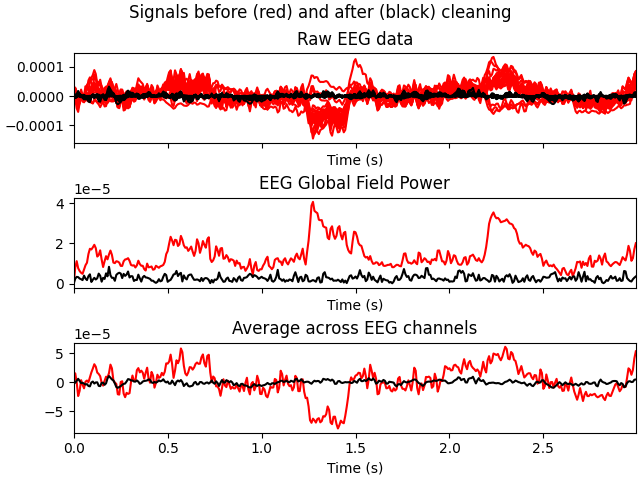 Signals before (red) and after (black) cleaning
Raw EEG data
0.0001
0.0000
−0.0001
Time (s)
EEG Global Field Power
1e−5
4
2
0
Time (s)
Average across EEG channels
1e−5
5
0
−5
0.0 0.5 1.0 1.5 2.0 2.5
Time (s)